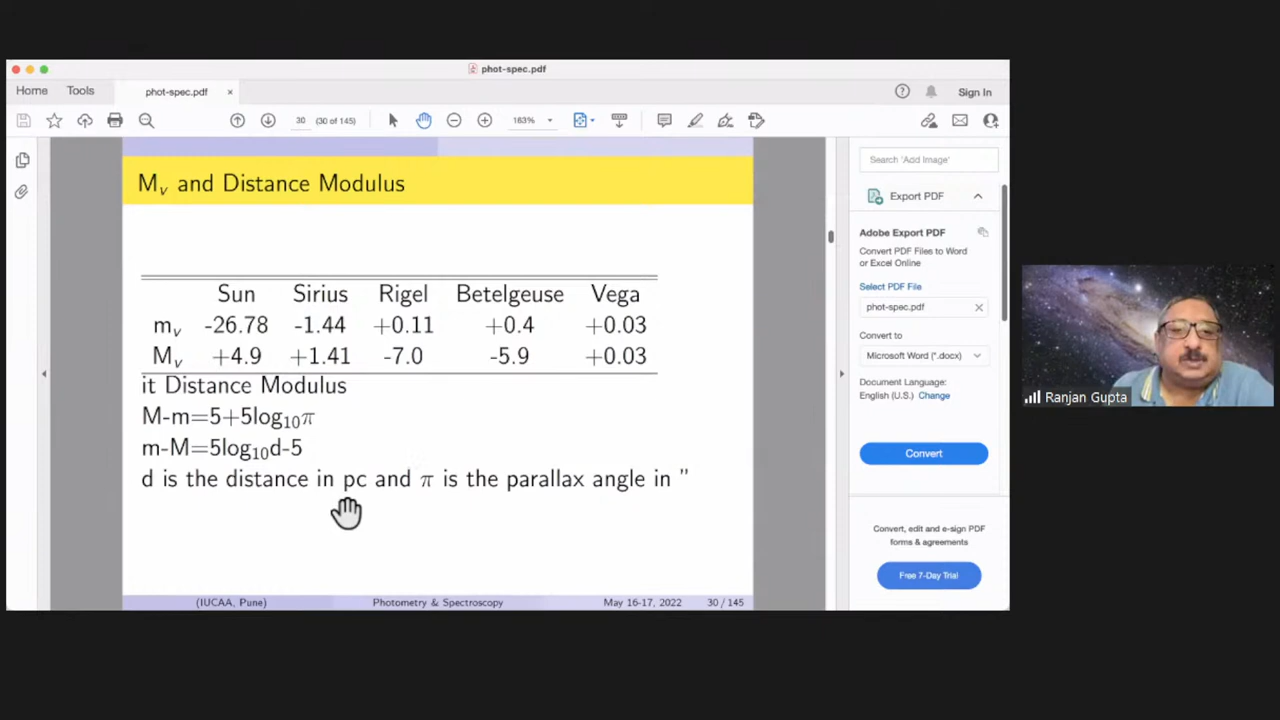 phot-spec.pdf
Home Tools phot-spec.pdf ×
Sign In
30 (30 of 145) 163%
M_v and Distance Modulus
Sun Sirius Rigel Betelgeuse Vega
m_v -26.78 -1.44 +0.11 +0.4 +0.03
M_v +4.9 +1.41 -7.0 -5.9 +0.03
it Distance Modulus
M-m=5+5log₁₀π
m-M=5log₁₀d-5
d is the distance in pc and π is the parallax angle in ”
(IUCAA, Pune) Photometry & Spectroscopy May 16-17, 2022 30 / 145
Search 'Add Image'
Export PDF
Adobe Export PDF
Convert PDF Files to Word
or Excel Online
Select PDF File
phot-spec.pdf ×
Convert to
Microsoft Word (*.docx)
Document Language:
English (U.S.) Change
Convert
Convert, edit and e-sign PDF
forms & agreements
Free 7-Day Trial
Ranjan Gupta